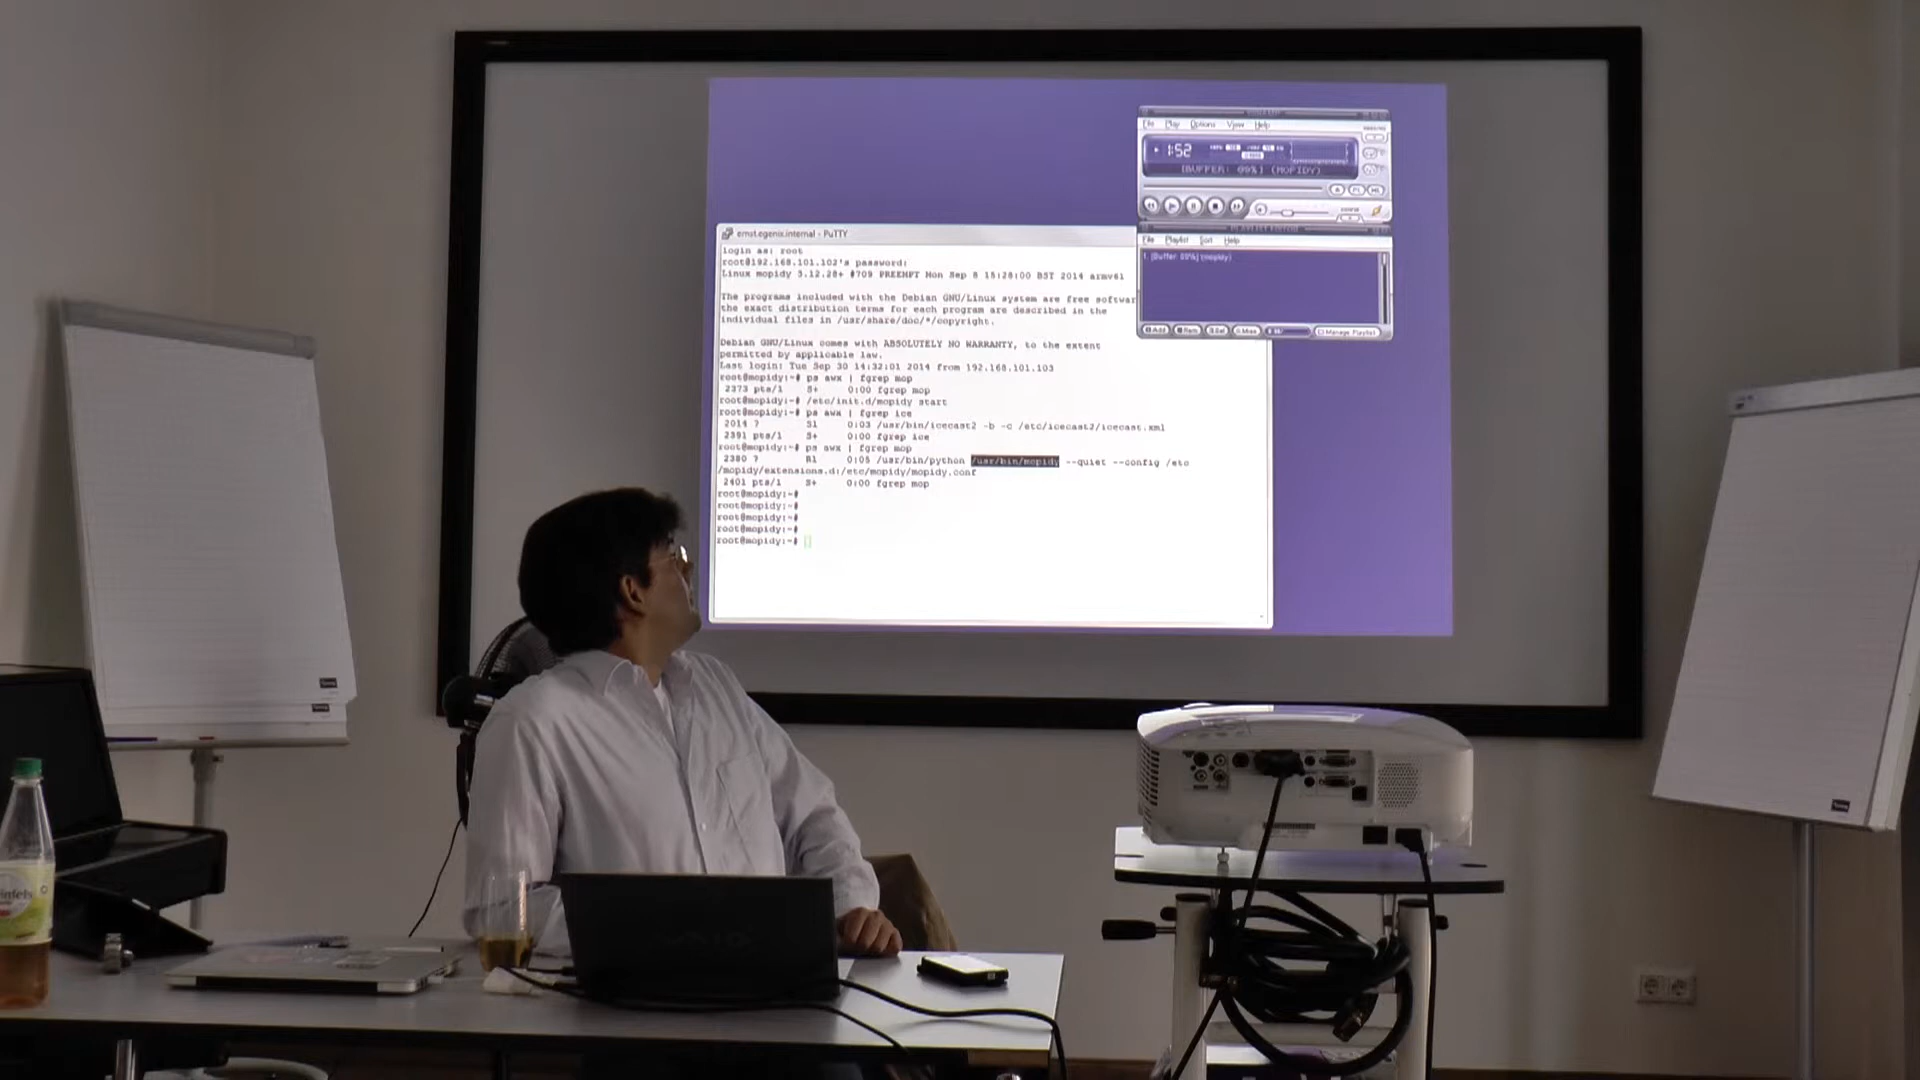 ernst.egenix.internal - PuTTY
login as: root
root@192.168.101.102's password:
Linux mopidy 3.12.28+ #709 PREEMPT Mon Sep 8 15:28:00 BST 2014 armv6l
The programs included with the Debian GNU/Linux system are free softwar
the exact distribution terms for each program are described in the
individual files in /usr/share/doc/*/copyright.
Debian GNU/Linux comes with ABSOLUTELY NO WARRANTY, to the extent
permitted by applicable law.
Last login: Tue Sep 30 14:32:01 2014 from 192.168.101.103
root@mopidy:~# ps awx | fgrep mop
2373 pts/1 S+ 0:00 fgrep mop
root@mopidy:~# /etc/init.d/mopidy start
root@mopidy:~# ps awx | fgrep ice
2014 ? Sl 0:03 /usr/bin/icecast2 -b -c /etc/icecast2/icecast.xml
2391 pts/1 S+ 0:00 fgrep ice
root@mopidy:~# ps awx | fgrep mop
2380 ? Rl 0:05 /usr/bin/python /usr/bin/mopidy --quiet --config /etc
/mopidy/extensions.d:/etc/mopidy/mopidy.conf
2401 pts/1 S+ 0:00 fgrep mop
root@mopidy:~#
root@mopidy:~#
root@mopidy:~#
root@mopidy:~#
root@mopidy:~#
File Play Options View Help
1:52
[BUFFER: 89%] (MOPIDY)
File Playlist Sort Help
1. [Buffer: 89%] (mopidy)
Add Rem Sel Misc Manage Playlist
VAIO